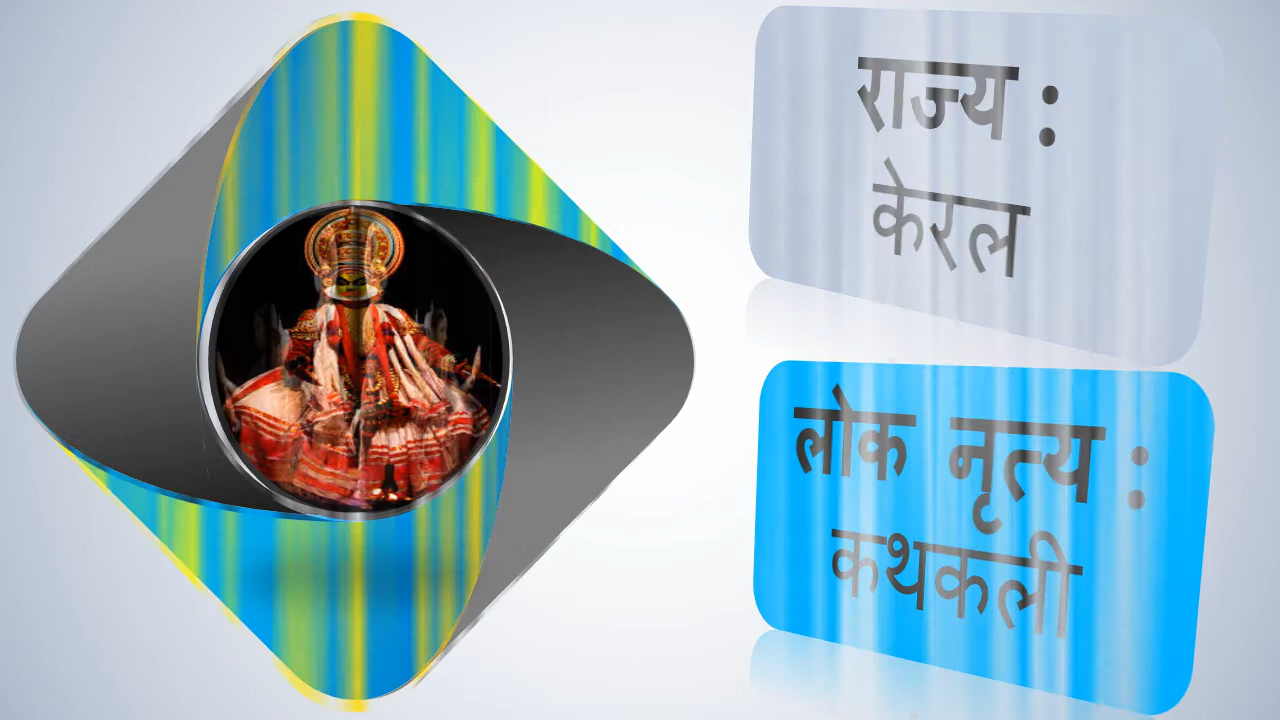 राज्य :
केरल
लोक नृत्य :
कथकली